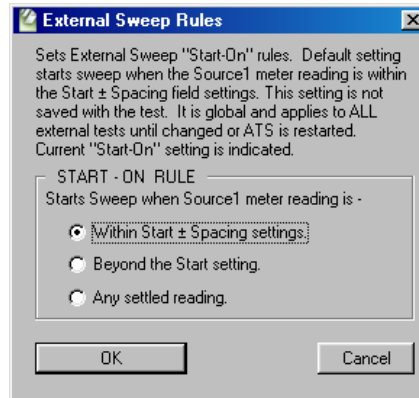 External Sweep Rules
Sets External Sweep "Start-On" rules. Default setting
starts sweep when the Source1 meter reading is within
the Start ± Spacing field settings. This setting is not
saved with the test. It is global and applies to ALL
external tests until changed or ATS is restarted.
Current "Start-On" setting is indicated.
START - ON RULE
Starts Sweep when Source1 meter reading is -
Within Start ± Spacing settings.
Beyond the Start setting.
Any settled reading.
OK Cancel